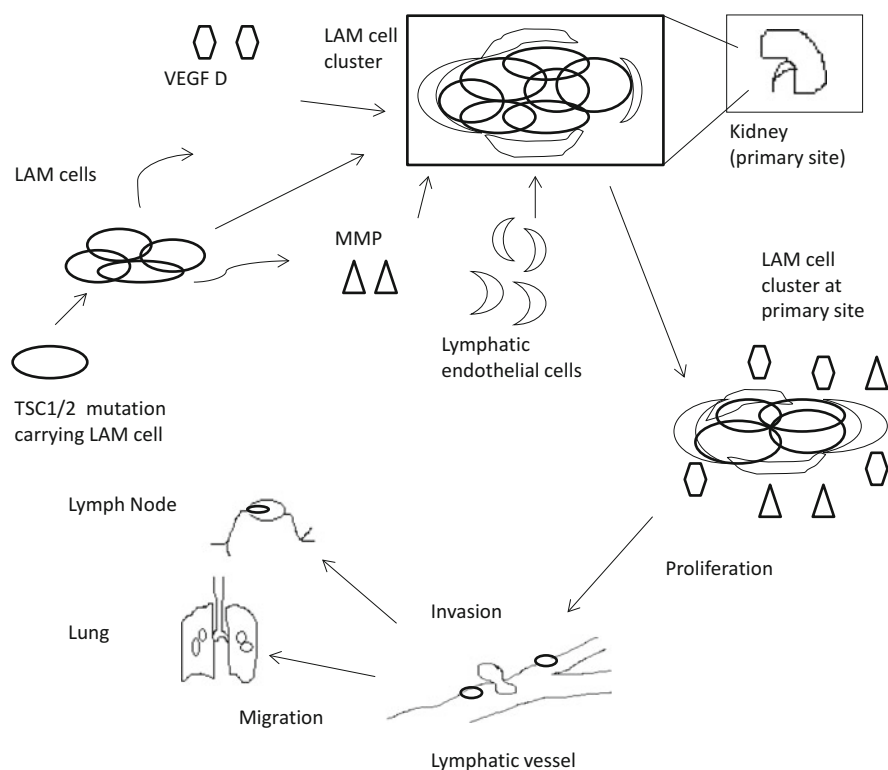 VEGF D
LAM cell
cluster
Kidney
(primary site)
LAM cells
MMP
LAM cell
cluster at
primary site
Lymphatic
endothelial cells
TSC1/2 mutation
carrying LAM cell
Lymph Node
Proliferation
Invasion
Lung
Migration
Lymphatic vessel